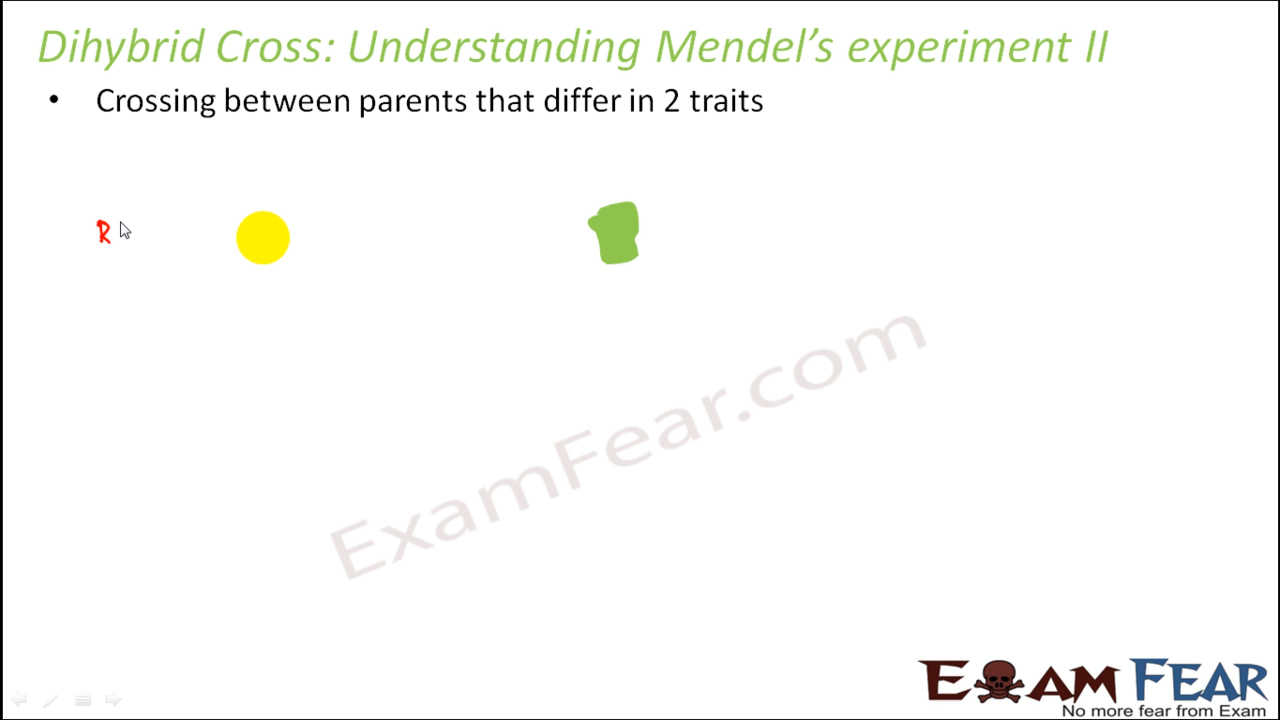 Dihybrid Cross: Understanding Mendel's experiment II
• Crossing between parents that differ in 2 traits
R
ExamFear.com
EXAM FEAR
No more fear from Exam